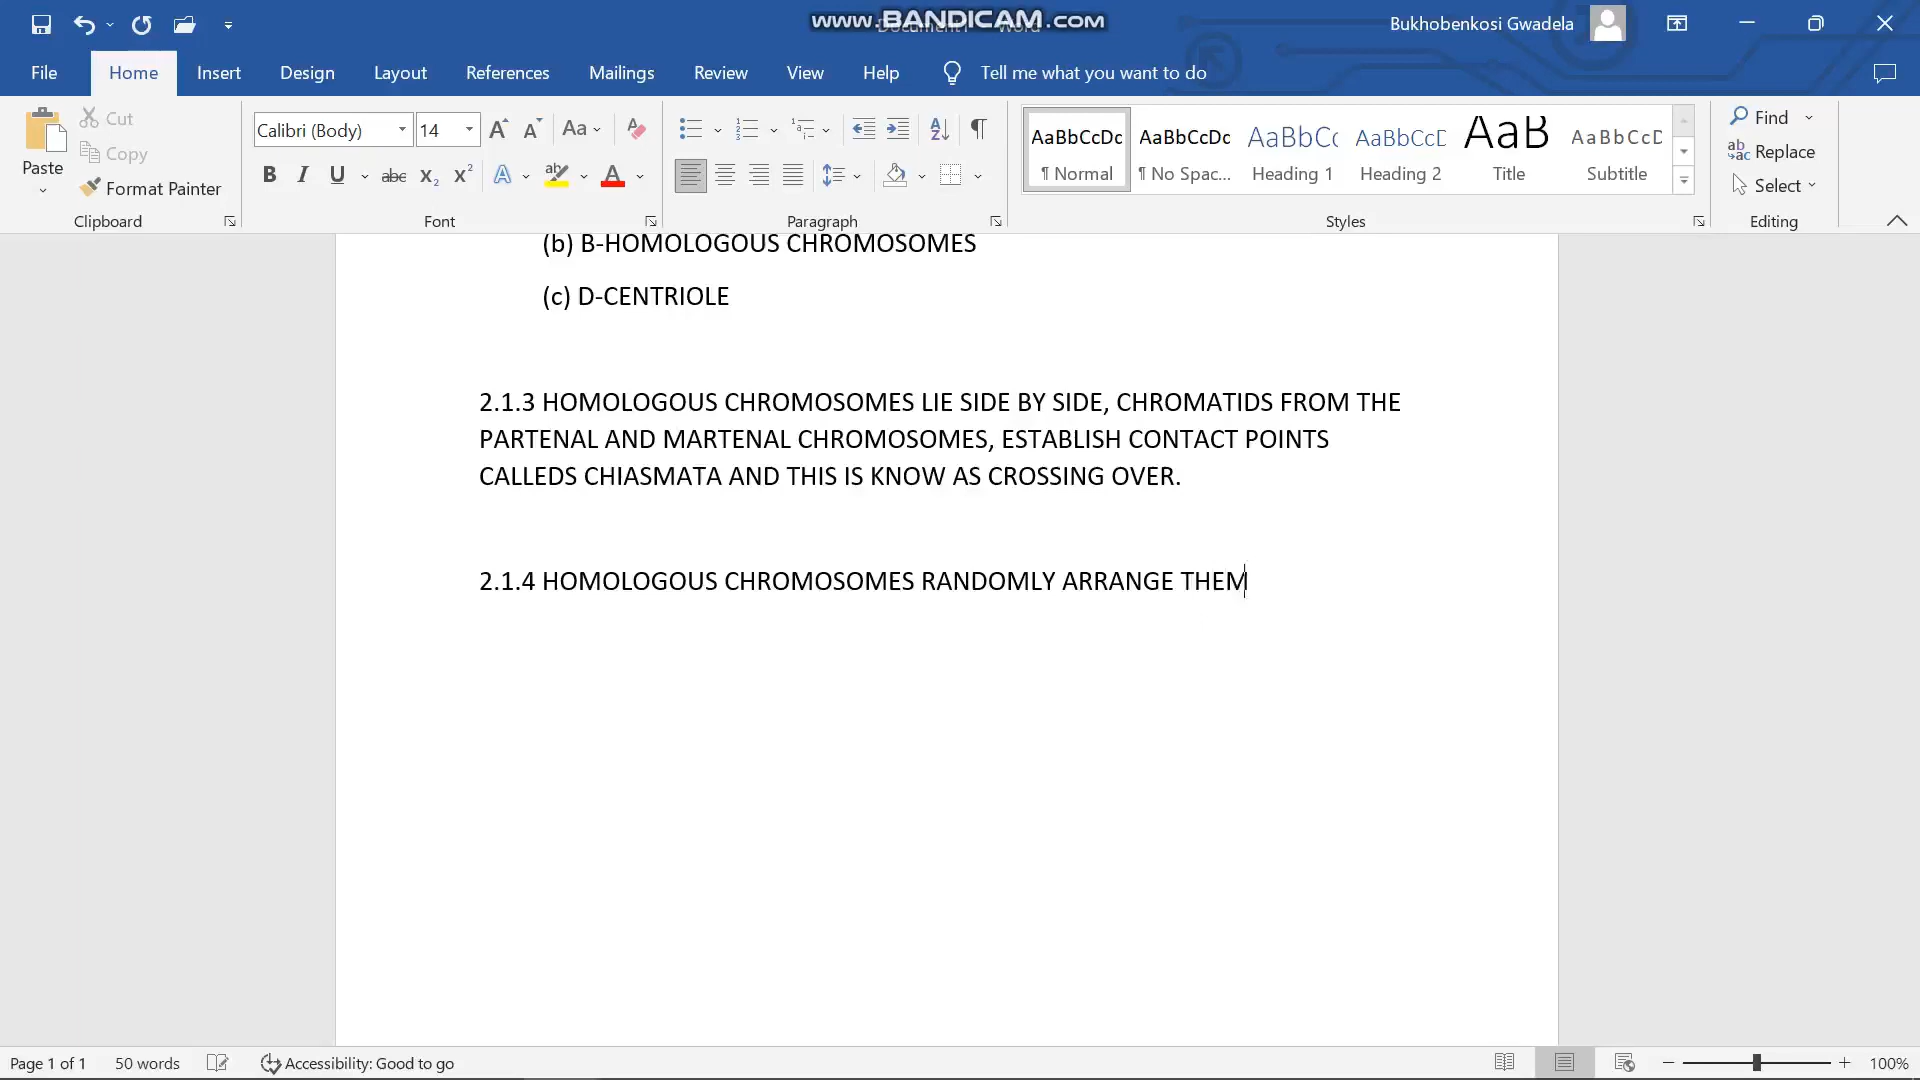 www.BANDICAM.COM
Bukhobenkosi Gwadela
File Home Insert Design Layout References Mailings Review View Help Tell me what you want to do
Paste
Cut
Copy
Format Painter
Clipboard
Calibri (Body) 14
Font
Paragraph
AaBbCcDc AaBbCcDc AaBbCc AaBbCcD AaB AaBbCcD
¶ Normal ¶ No Spac... Heading 1 Heading 2 Title Subtitle
Styles
Find
Replace
Select
Editing
(b) B-HOMOLOGOUS CHROMOSOMES
(c) D-CENTRIOLE
2.1.3 HOMOLOGOUS CHROMOSOMES LIE SIDE BY SIDE, CHROMATIDS FROM THE
PARTENAL AND MARTENAL CHROMOSOMES, ESTABLISH CONTACT POINTS
CALLEDS CHIASMATA AND THIS IS KNOW AS CROSSING OVER.
2.1.4 HOMOLOGOUS CHROMOSOMES RANDOMLY ARRANGE THEM
Page 1 of 1 50 words Accessibility: Good to go 100%